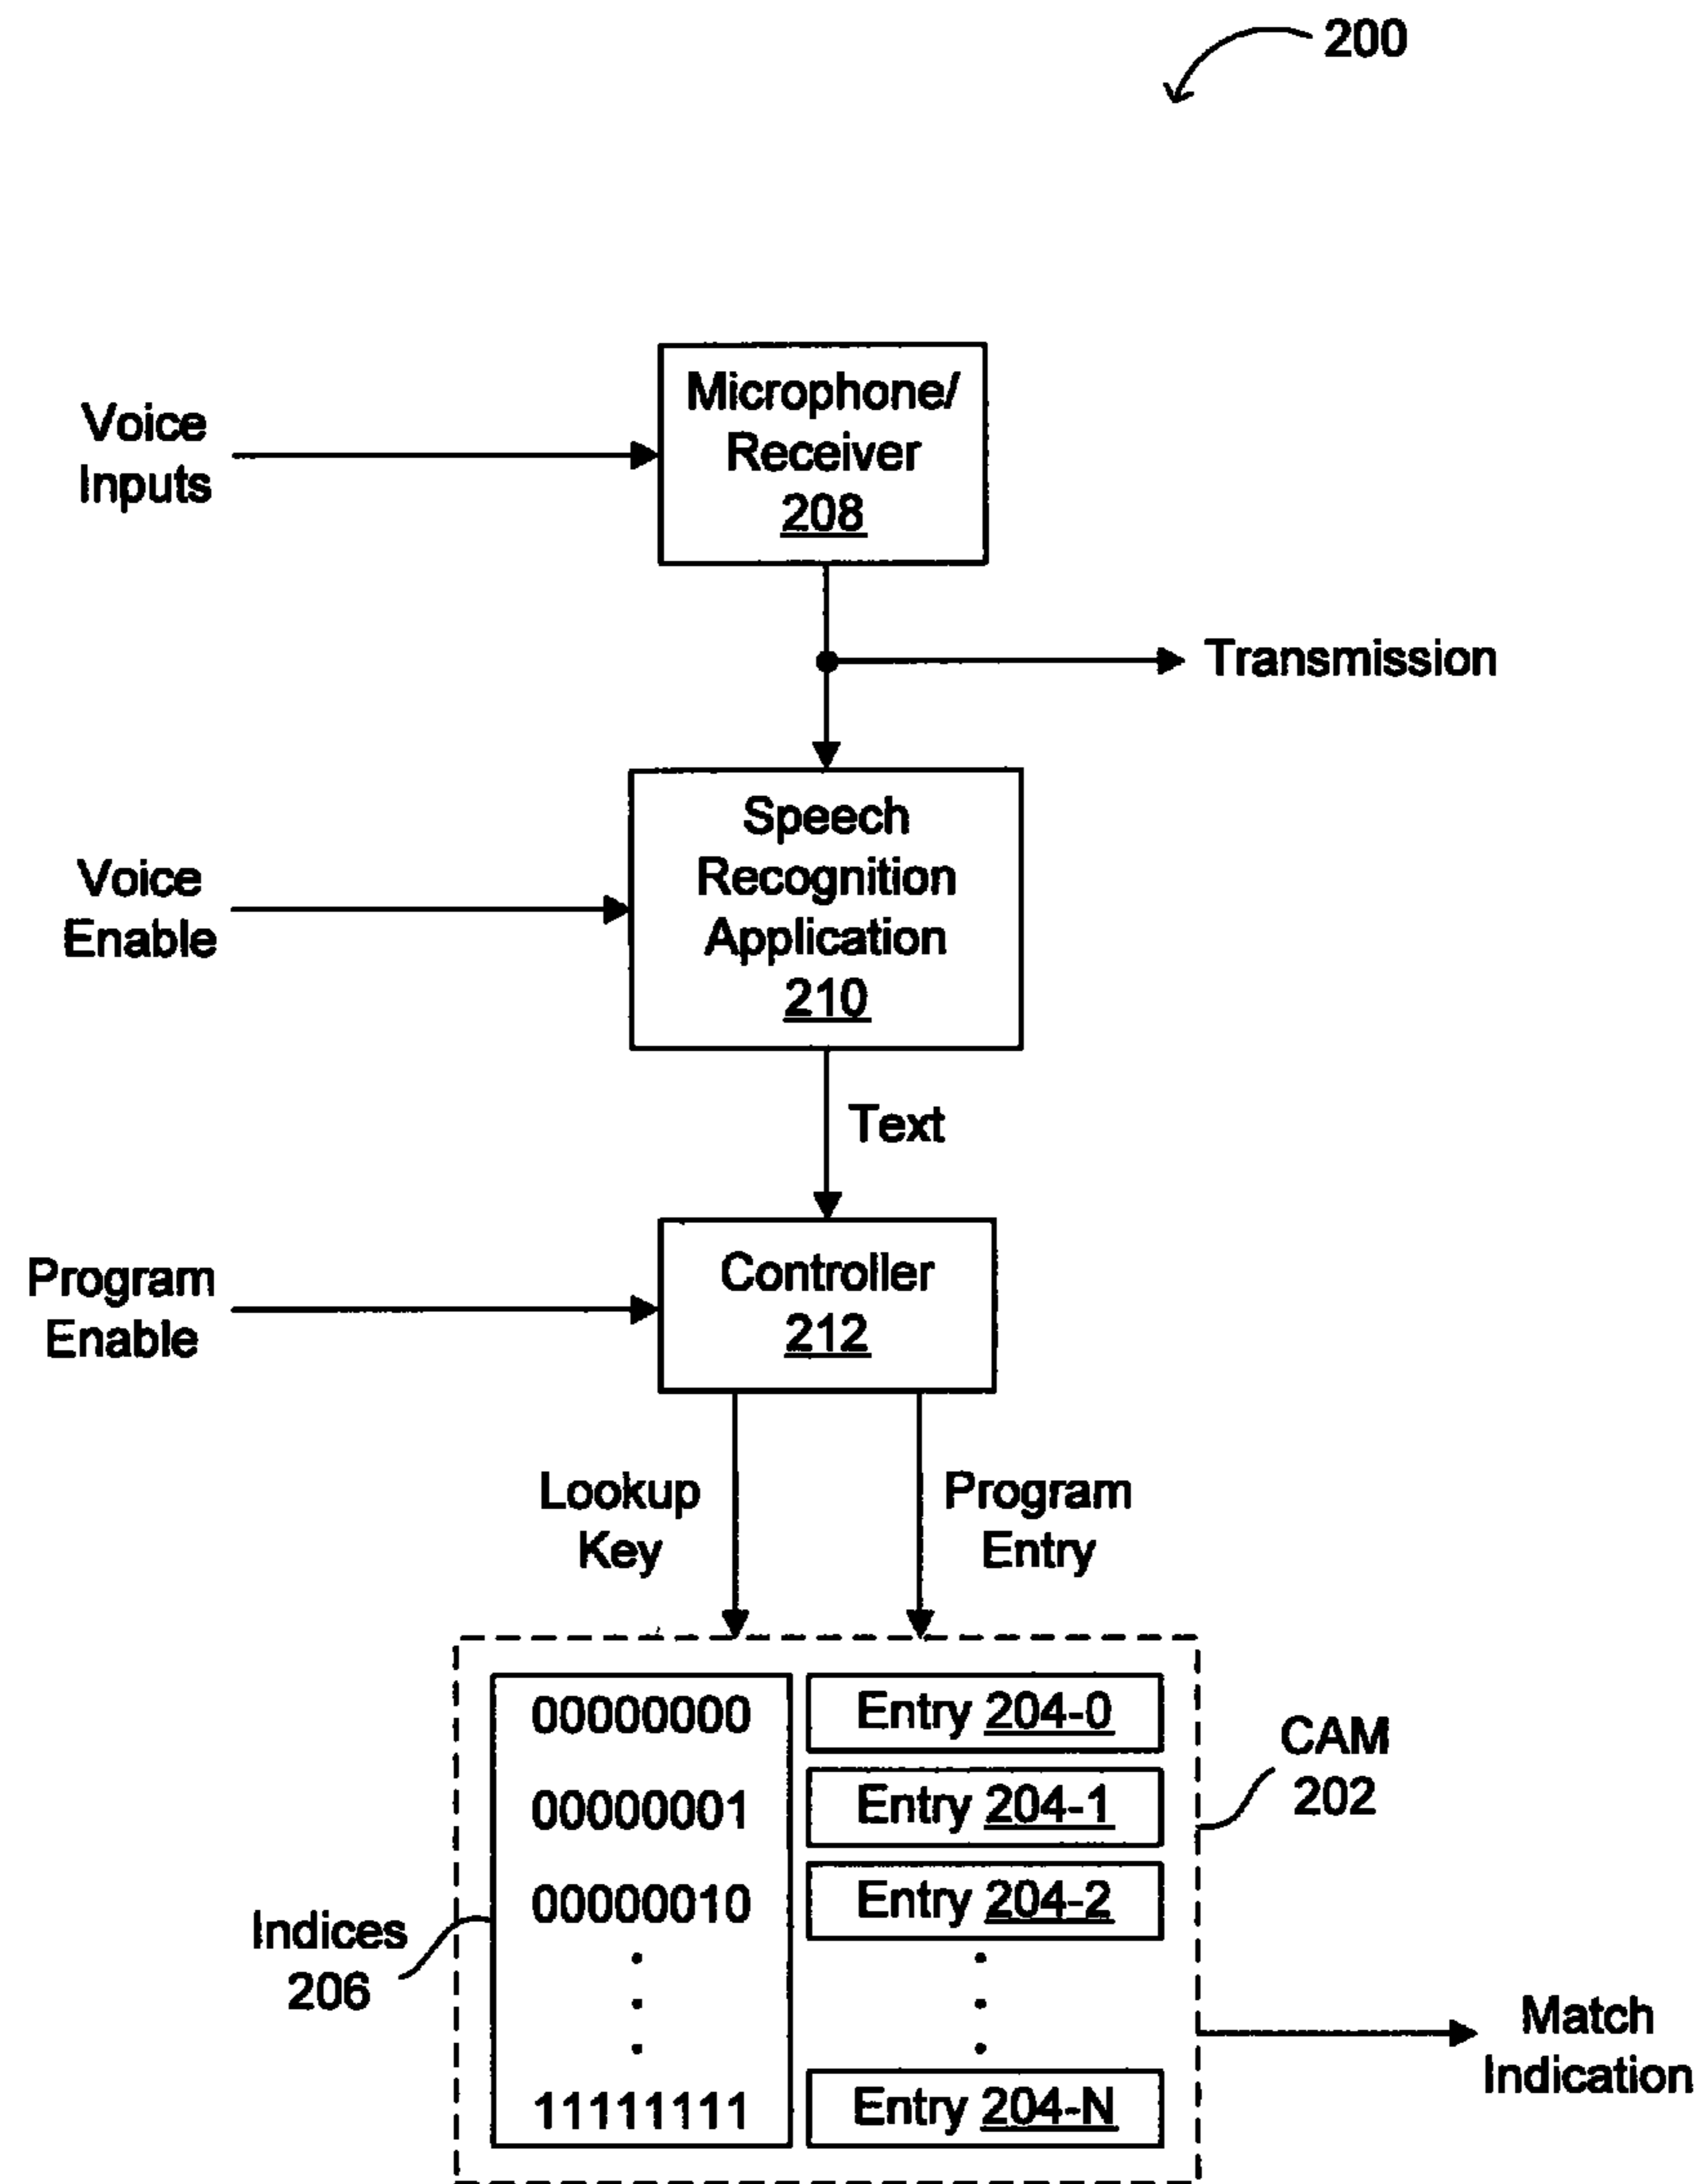 200
Voice
Inputs
Microphone/
Receiver
208
Transmission
Voice
Enable
Speech
Recognition
Application
210
Text
Program
Enable
Controller
212
Lookup
Key
Program
Entry
00000000
Entry 204-0
00000001
Entry 204-1
00000010
Entry 204-2
11111111
Entry 204-N
CAM
202
Indices
206
Match
Indication